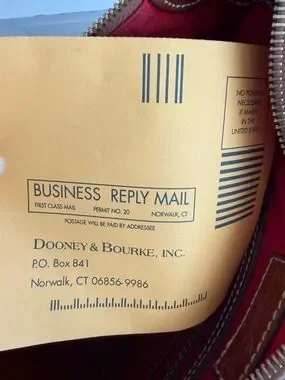 NO POSTAGE
NECESSARY
IF MAILED
IN THE
UNITED STATES
BUSINESS REPLY MAIL
FIRST CLASS MAIL PERMIT NO. 20 NORWALK, CT
POSTAGE WILL BE PAID BY ADDRESSEE
DOONEY & BOURKE, INC.
P.O. Box 841
Norwalk, CT 06856-9986